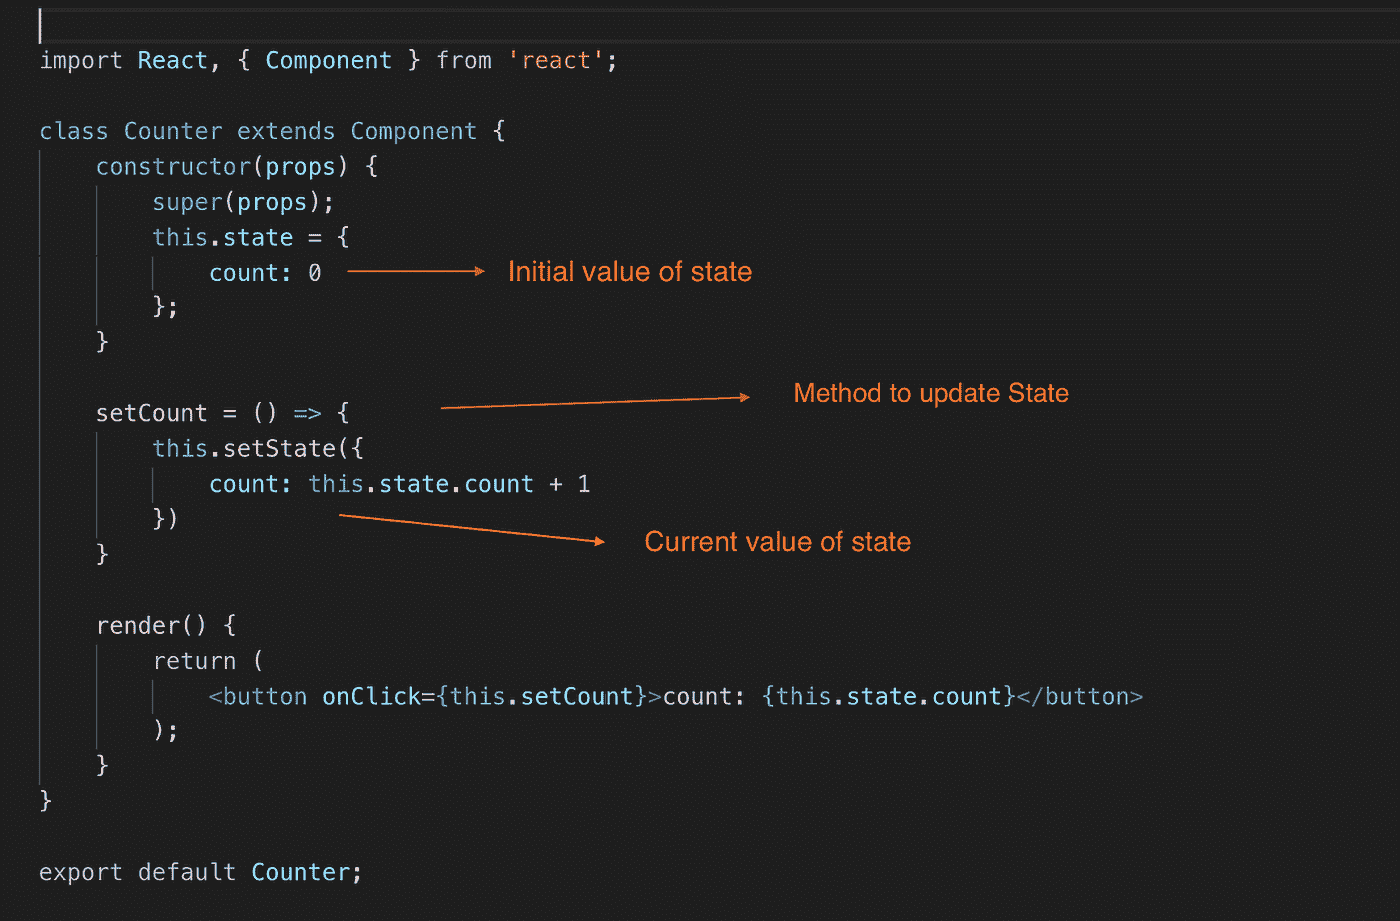 import React, { Component } from 'react';
class Counter extends Component {
constructor(props) {
super(props);
this.state = {
count: 0 Initial value of state
};
}
Method to update State
setCount = () => {
this.setState({
count: this.state.count + 1
})
Current value of state
}
render() {
return (
<button onClick={this.setCount}>count: {this.state.count}</button>
);
}
}
export default Counter;